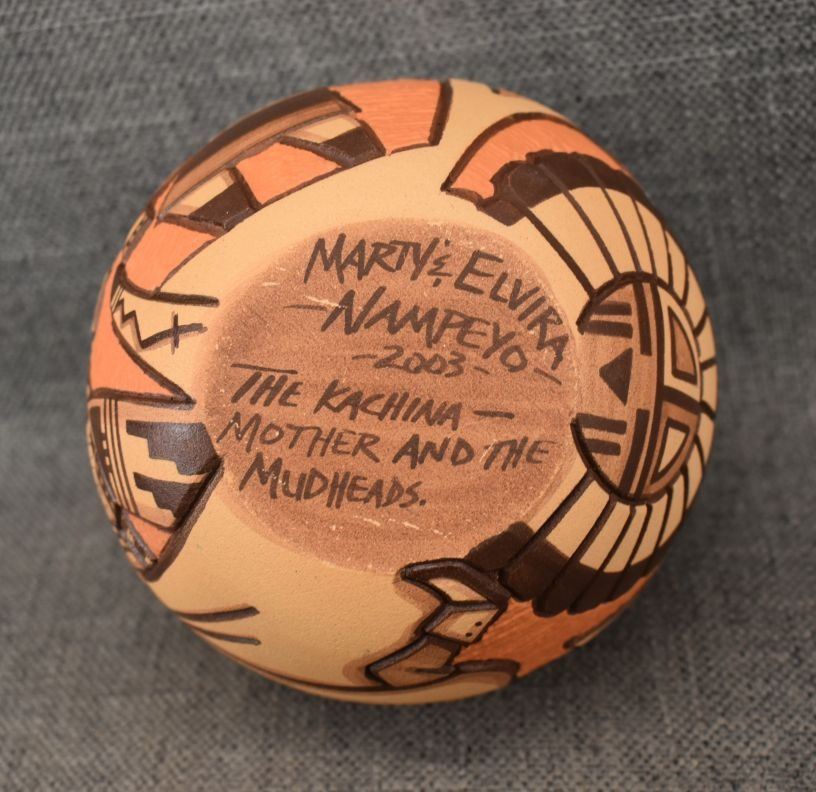 MARTY & ELVIRA
-NAMPEYO-
-2003-
THE KACHINA -
MOTHER AND THE
MUDHEADS.